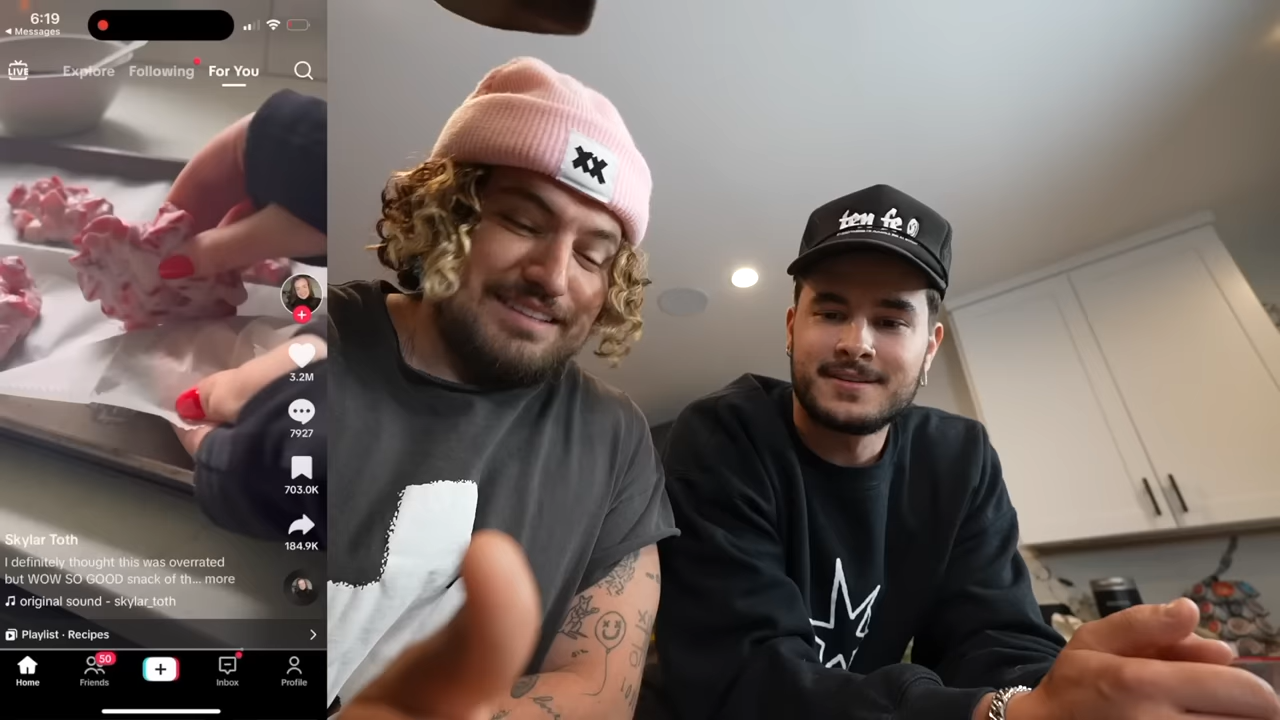 6:19
Messages
LIVE
Explore
Following
For You
3.2M
7927
703.0K
184.9K
Skylar Toth
I definitely thought this was overrated
but WOW SO GOOD snack of th... more
original sound - skylar_toth
Playlist · Recipes
50
Home
Friends
Inbox
Profile
XX
ten fe